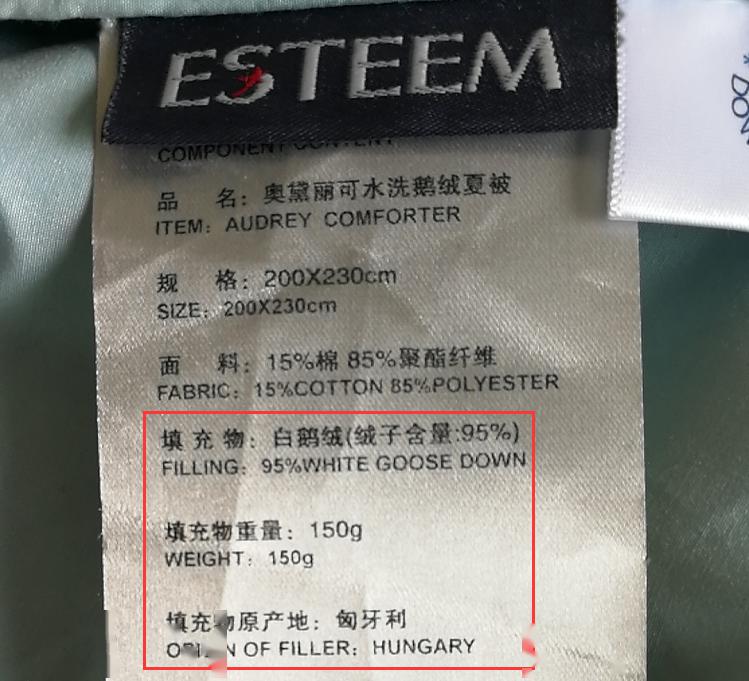 ESTEEM
COMPONENT CONTENT
DOW
品 名：奥黛丽可水洗鹅绒夏被
ITEM: AUDREY COMFORTER
规 格：200X230cm
SIZE: 200X230cm
面 料：15%棉 85%聚酯纤维
FABRIC: 15%COTTON 85%POLYESTER
填 充 物：白鹅绒(绒子含量:95%)
FILLING: 95%WHITE GOOSE DOWN
填充物重量：150g
WEIGHT: 150g
填充物原产地：匈牙利
OF FILLER: HUNGARY